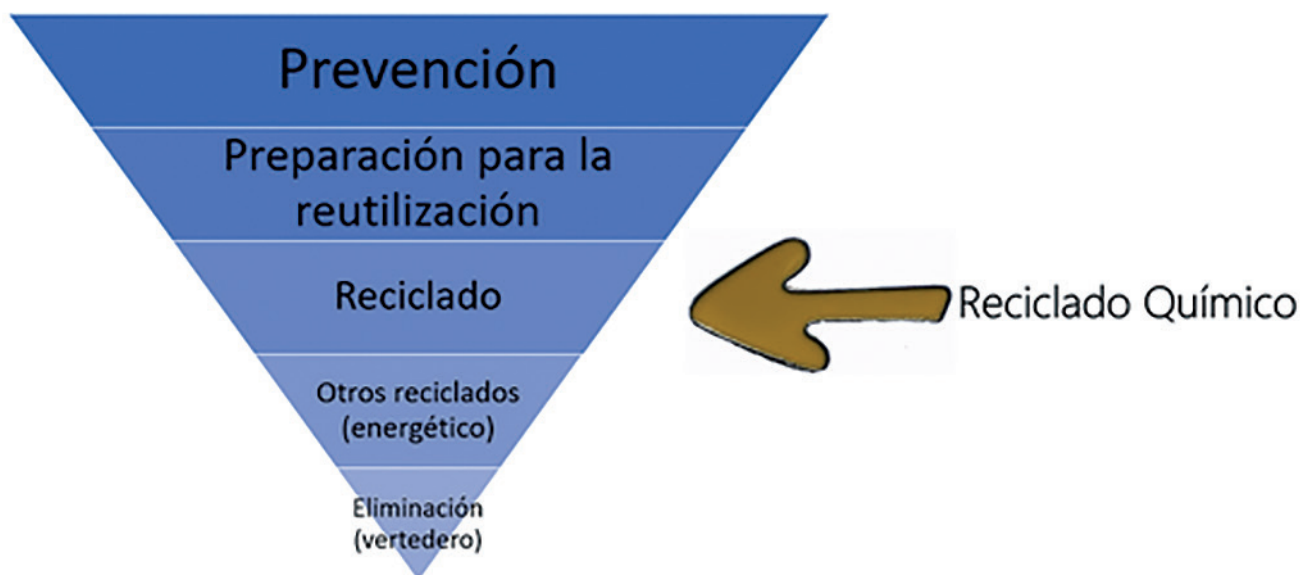 Prevención
Preparación para la
reutilización
Reciclado
Reciclado Químico
Otros reciclados
(energético)
Eliminación
(vertedero)